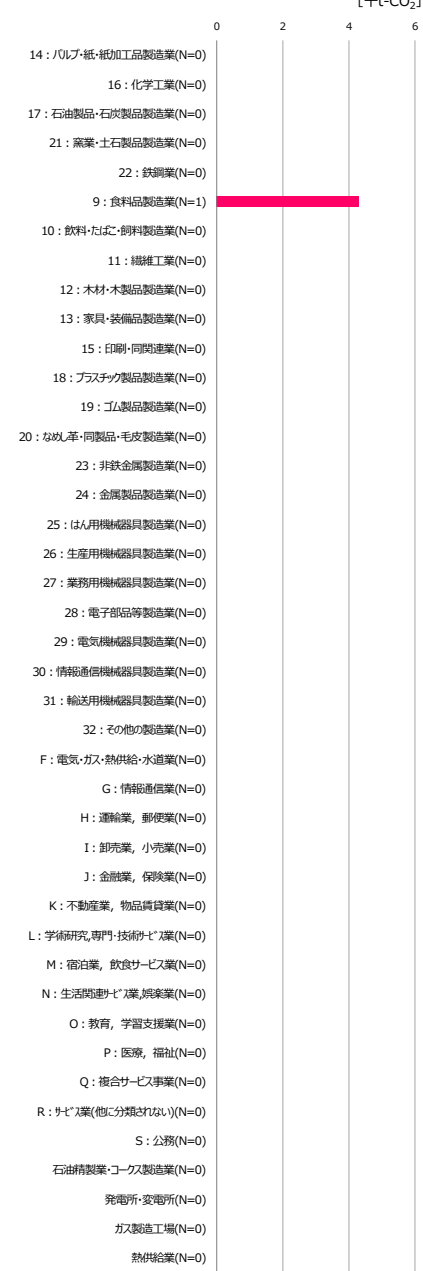 [千t-CO2]
0 2 4 6
14：パルプ・紙・紙加工品製造業(N=0)
16：化学工業(N=0)
17：石油製品・石炭製品製造業(N=0)
21：窯業・土石製品製造業(N=0)
22：鉄鋼業(N=0)
9：食料品製造業(N=1)
10：飲料・たばこ・飼料製造業(N=0)
11：繊維工業(N=0)
12：木材・木製品製造業(N=0)
13：家具・装備品製造業(N=0)
15：印刷・同関連業(N=0)
18：プラスチック製品製造業(N=0)
19：ゴム製品製造業(N=0)
20：なめし革・同製品・毛皮製造業(N=0)
23：非鉄金属製造業(N=0)
24：金属製品製造業(N=0)
25：はん用機械器具製造業(N=0)
26：生産用機械器具製造業(N=0)
27：業務用機械器具製造業(N=0)
28：電子部品等製造業(N=0)
29：電気機械器具製造業(N=0)
30：情報通信機械器具製造業(N=0)
31：輸送用機械器具製造業(N=0)
32：その他の製造業(N=0)
F：電気・ガス・熱供給・水道業(N=0)
G：情報通信業(N=0)
H：運輸業，郵便業(N=0)
I：卸売業，小売業(N=0)
J：金融業，保険業(N=0)
K：不動産業，物品賃貸業(N=0)
L：学術研究,専門・技術ｻｰﾋﾞｽ業(N=0)
M：宿泊業，飲食サービス業(N=0)
N：生活関連ｻｰﾋﾞｽ業,娯楽業(N=0)
O：教育，学習支援業(N=0)
P：医療，福祉(N=0)
Q：複合サービス事業(N=0)
R：ｻｰﾋﾞｽ業(他に分類されない)(N=0)
S：公務(N=0)
石油精製業・コークス製造業(N=0)
発電所・変電所(N=0)
ガス製造工場(N=0)
熱供給業(N=0)